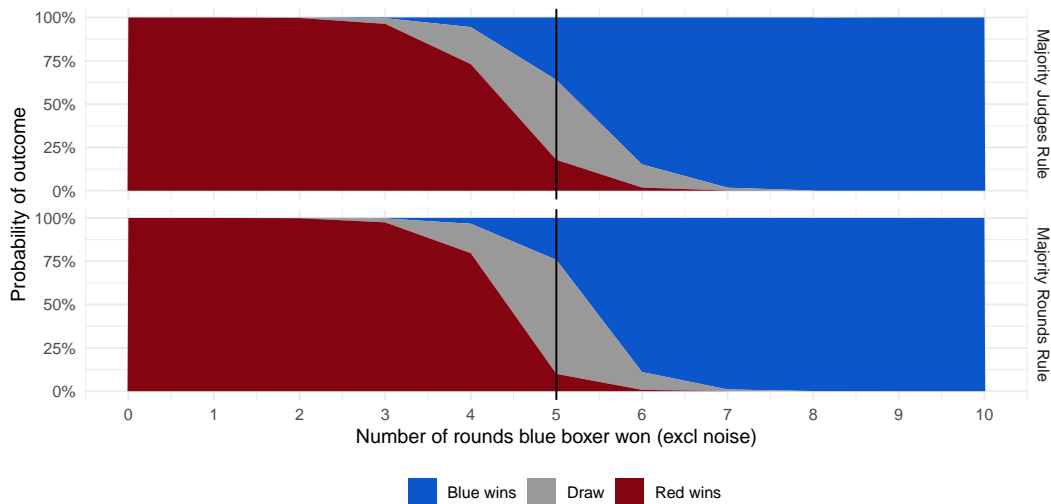 100%
75%
50%
25%
0%
Majority Judges Rule
100%
75%
50%
25%
0%
Majority Rounds Rule
Probability of outcome
0 1 2 3 4 5 6 7 8 9 10
Number of rounds blue boxer won (excl noise)
Blue wins Draw Red wins